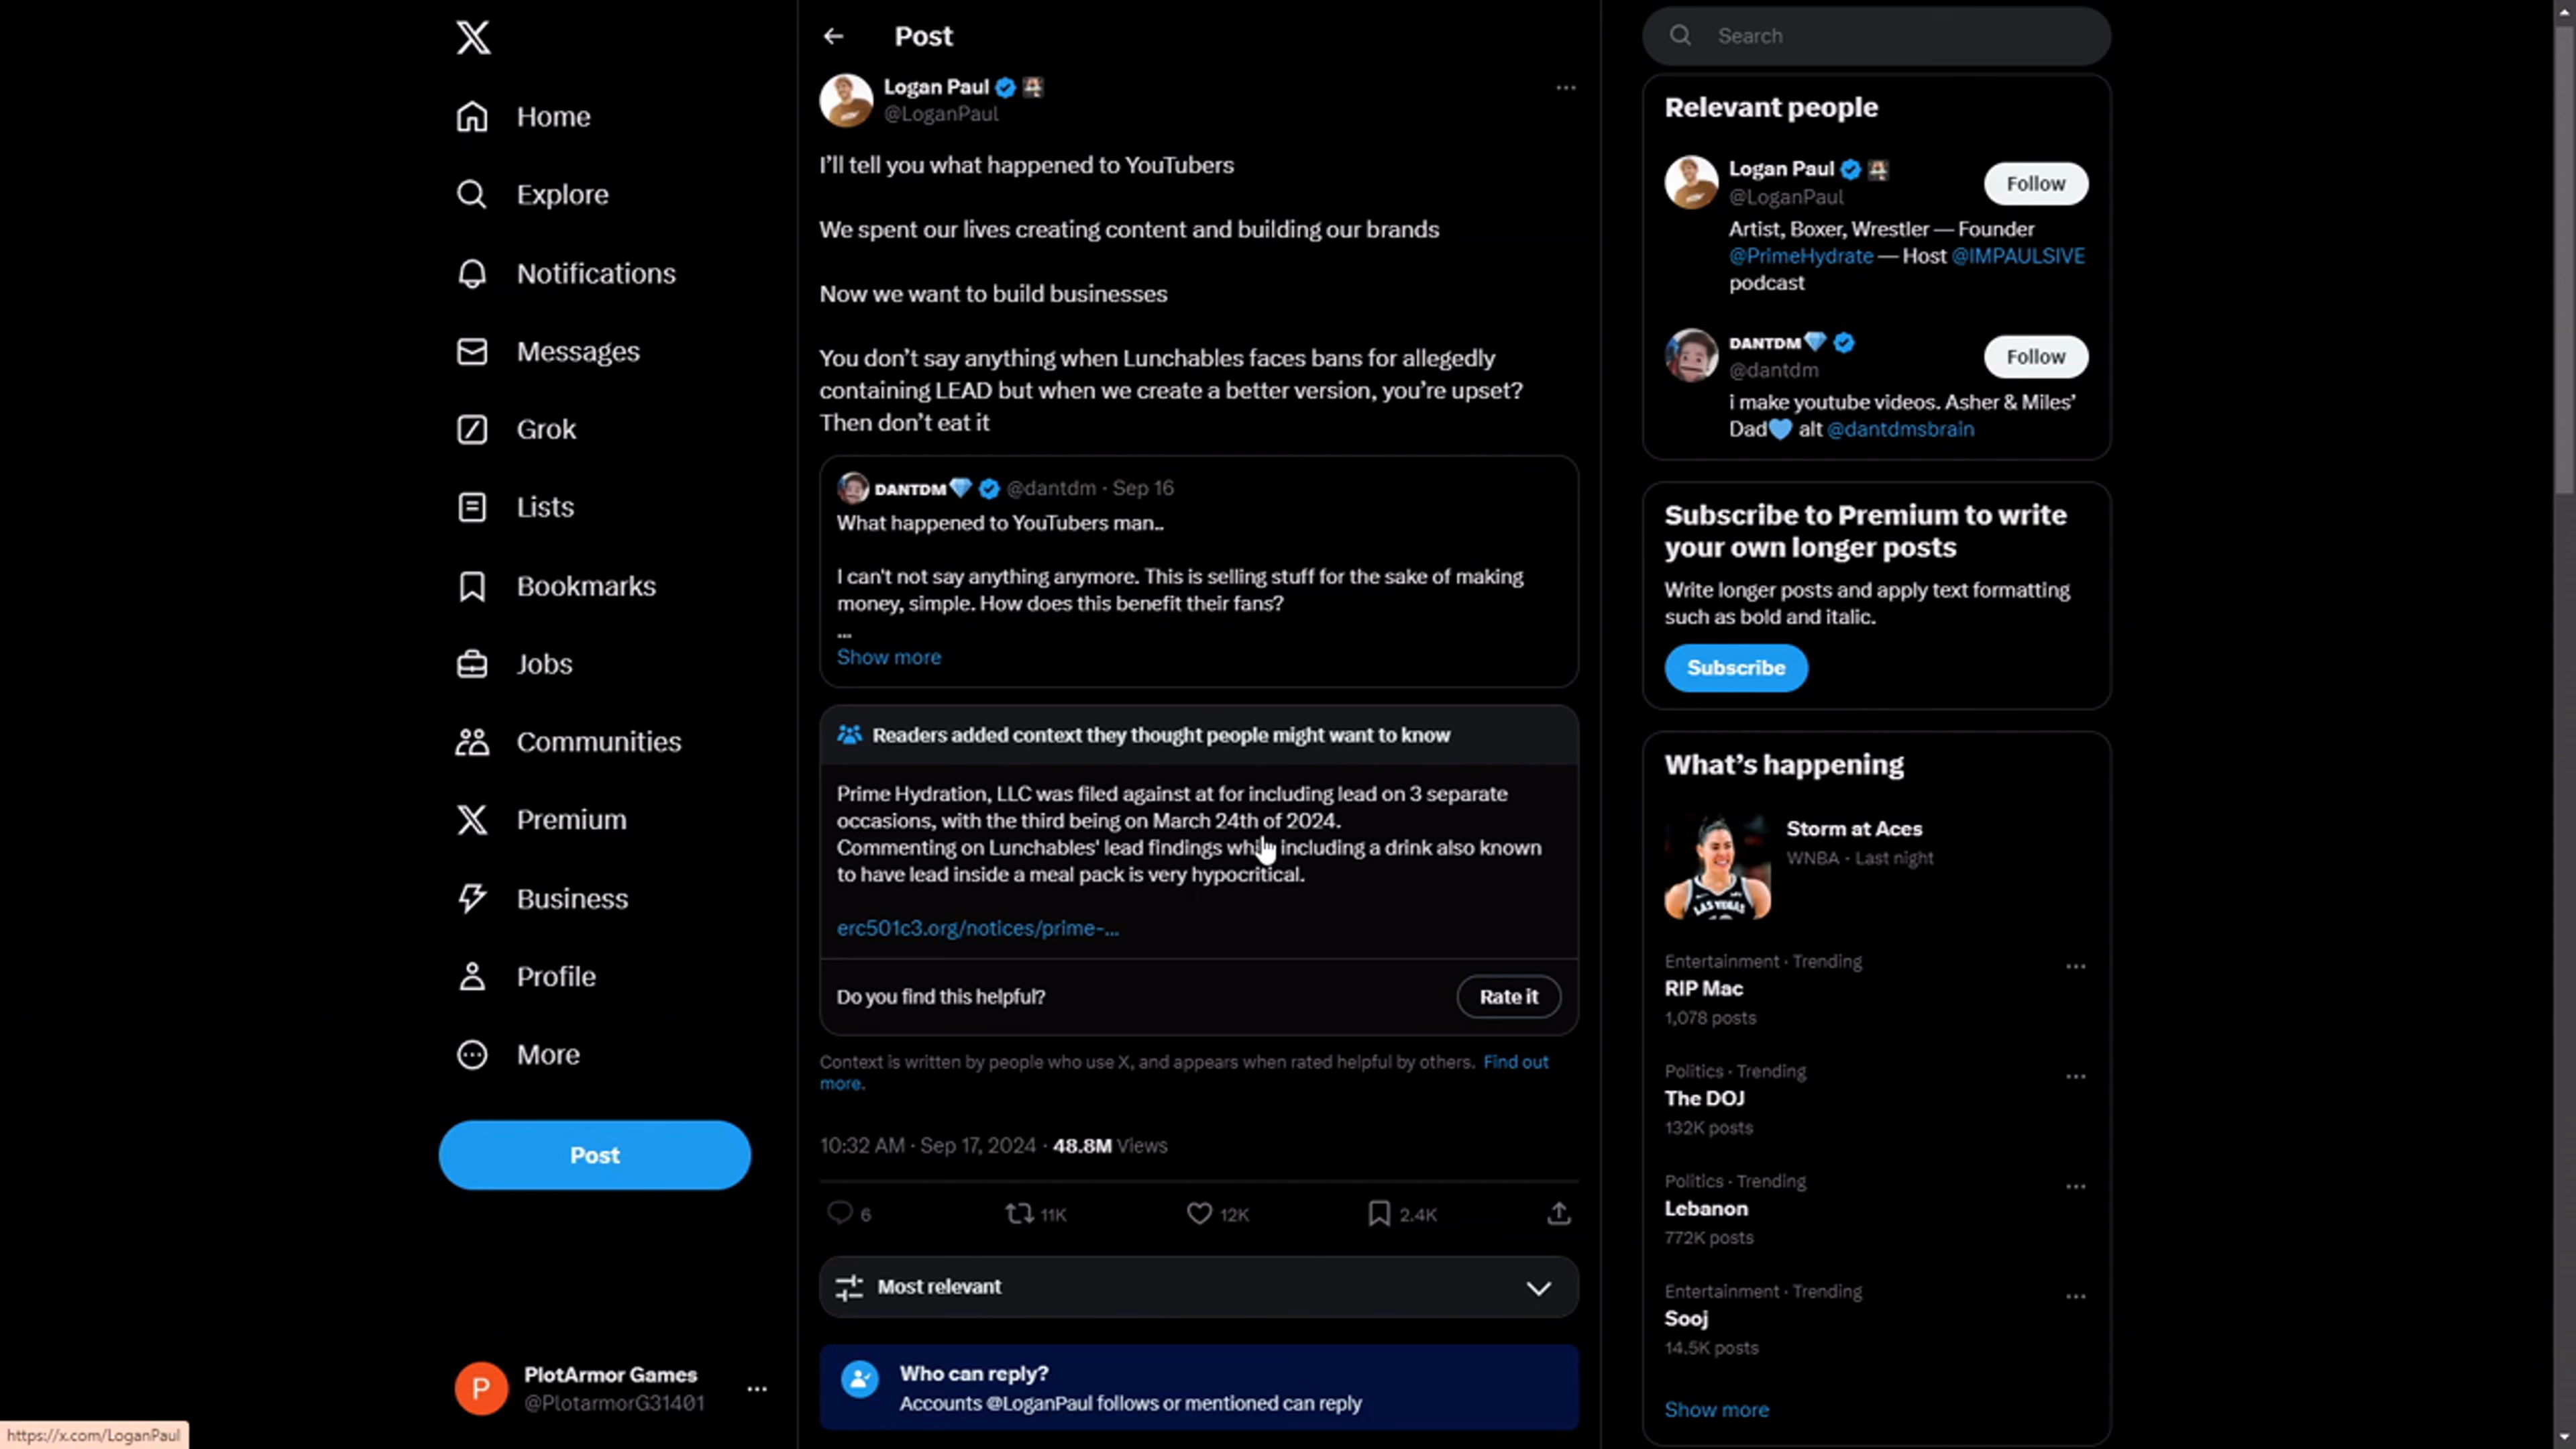 Home
Explore
Notifications
Messages
Grok
Lists
Bookmarks
Jobs
Communities
Premium
Business
Profile
More
Post
P
PlotArmor Games
@PlotarmorG31401
https://x.com/LoganPaul
Post
Logan Paul
@LoganPaul
I’ll tell you what happened to YouTubers
We spent our lives creating content and building our brands
Now we want to build businesses
You don’t say anything when Lunchables faces bans for allegedly
containing LEAD but when we create a better version, you’re upset?
Then don’t eat it
DANTDM @dantdm · Sep 16
What happened to YouTubers man..
I can't not say anything anymore. This is selling stuff for the sake of making
money, simple. How does this benefit their fans?
...
Show more
Readers added context they thought people might want to know
Prime Hydration, LLC was filed against at for including lead on 3 separate
occasions, with the third being on March 24th of 2024.
Commenting on Lunchables' lead findings while including a drink also known
to have lead inside a meal pack is very hypocritical.
erc501c3.org/notices/prime-...
Do you find this helpful?
Rate it
Context is written by people who use X, and appears when rated helpful by others. Find out
more.
10:32 AM · Sep 17, 2024 · 48.8M Views
6 11K 12K 2.4K
Most relevant
Who can reply?
Accounts @LoganPaul follows or mentioned can reply
Search
Relevant people
Logan Paul
@LoganPaul
Follow
Artist, Boxer, Wrestler — Founder
@PrimeHydrate — Host @IMPAULSIVE
podcast
DANTDM
@dantdm
Follow
i make youtube videos. Asher & Miles’
Dad alt @dantdmsbrain
Subscribe to Premium to write
your own longer posts
Write longer posts and apply text formatting
such as bold and italic.
Subscribe
What’s happening
Storm at Aces
WNBA · Last night
LAS VEGAS
Entertainment · Trending
RIP Mac
1,078 posts
Politics · Trending
The DOJ
132K posts
Politics · Trending
Lebanon
772K posts
Entertainment · Trending
Sooj
14.5K posts
Show more